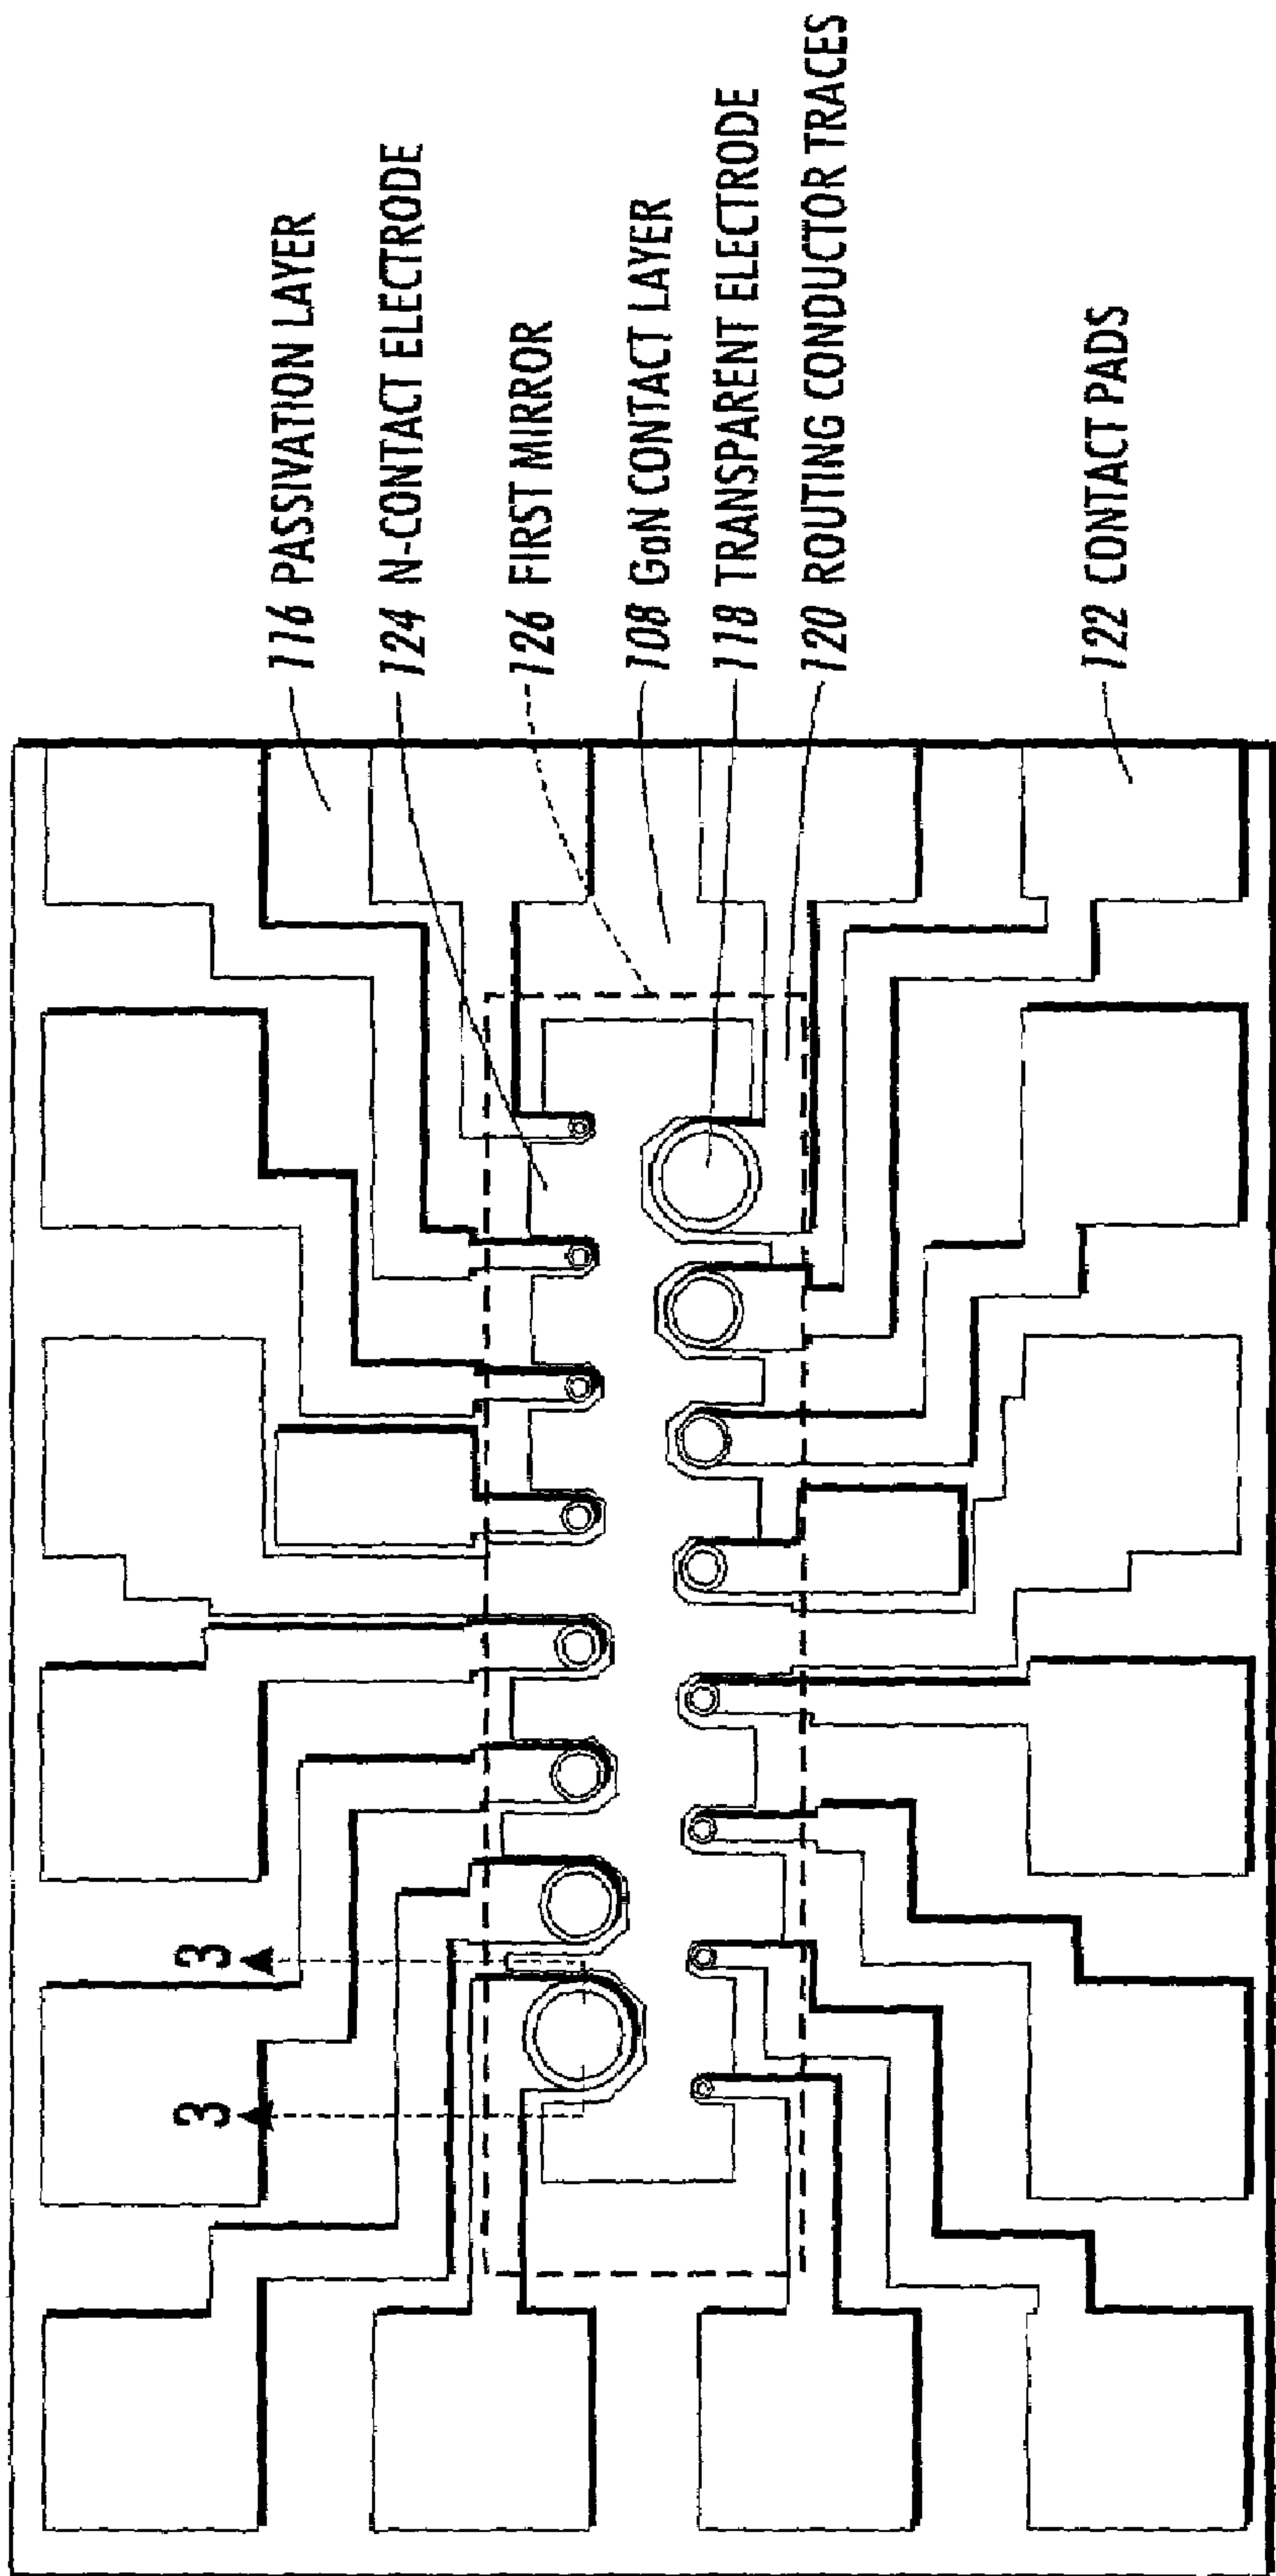 116 PASSIVATION LAYER
124 N-CONTACT ELECTRODE
126 FIRST MIRROR
108 GaN CONTACT LAYER
118 TRANSPARENT ELECTRODE
120 ROUTING CONDUCTOR TRACES
122 CONTACT PADS
3
3